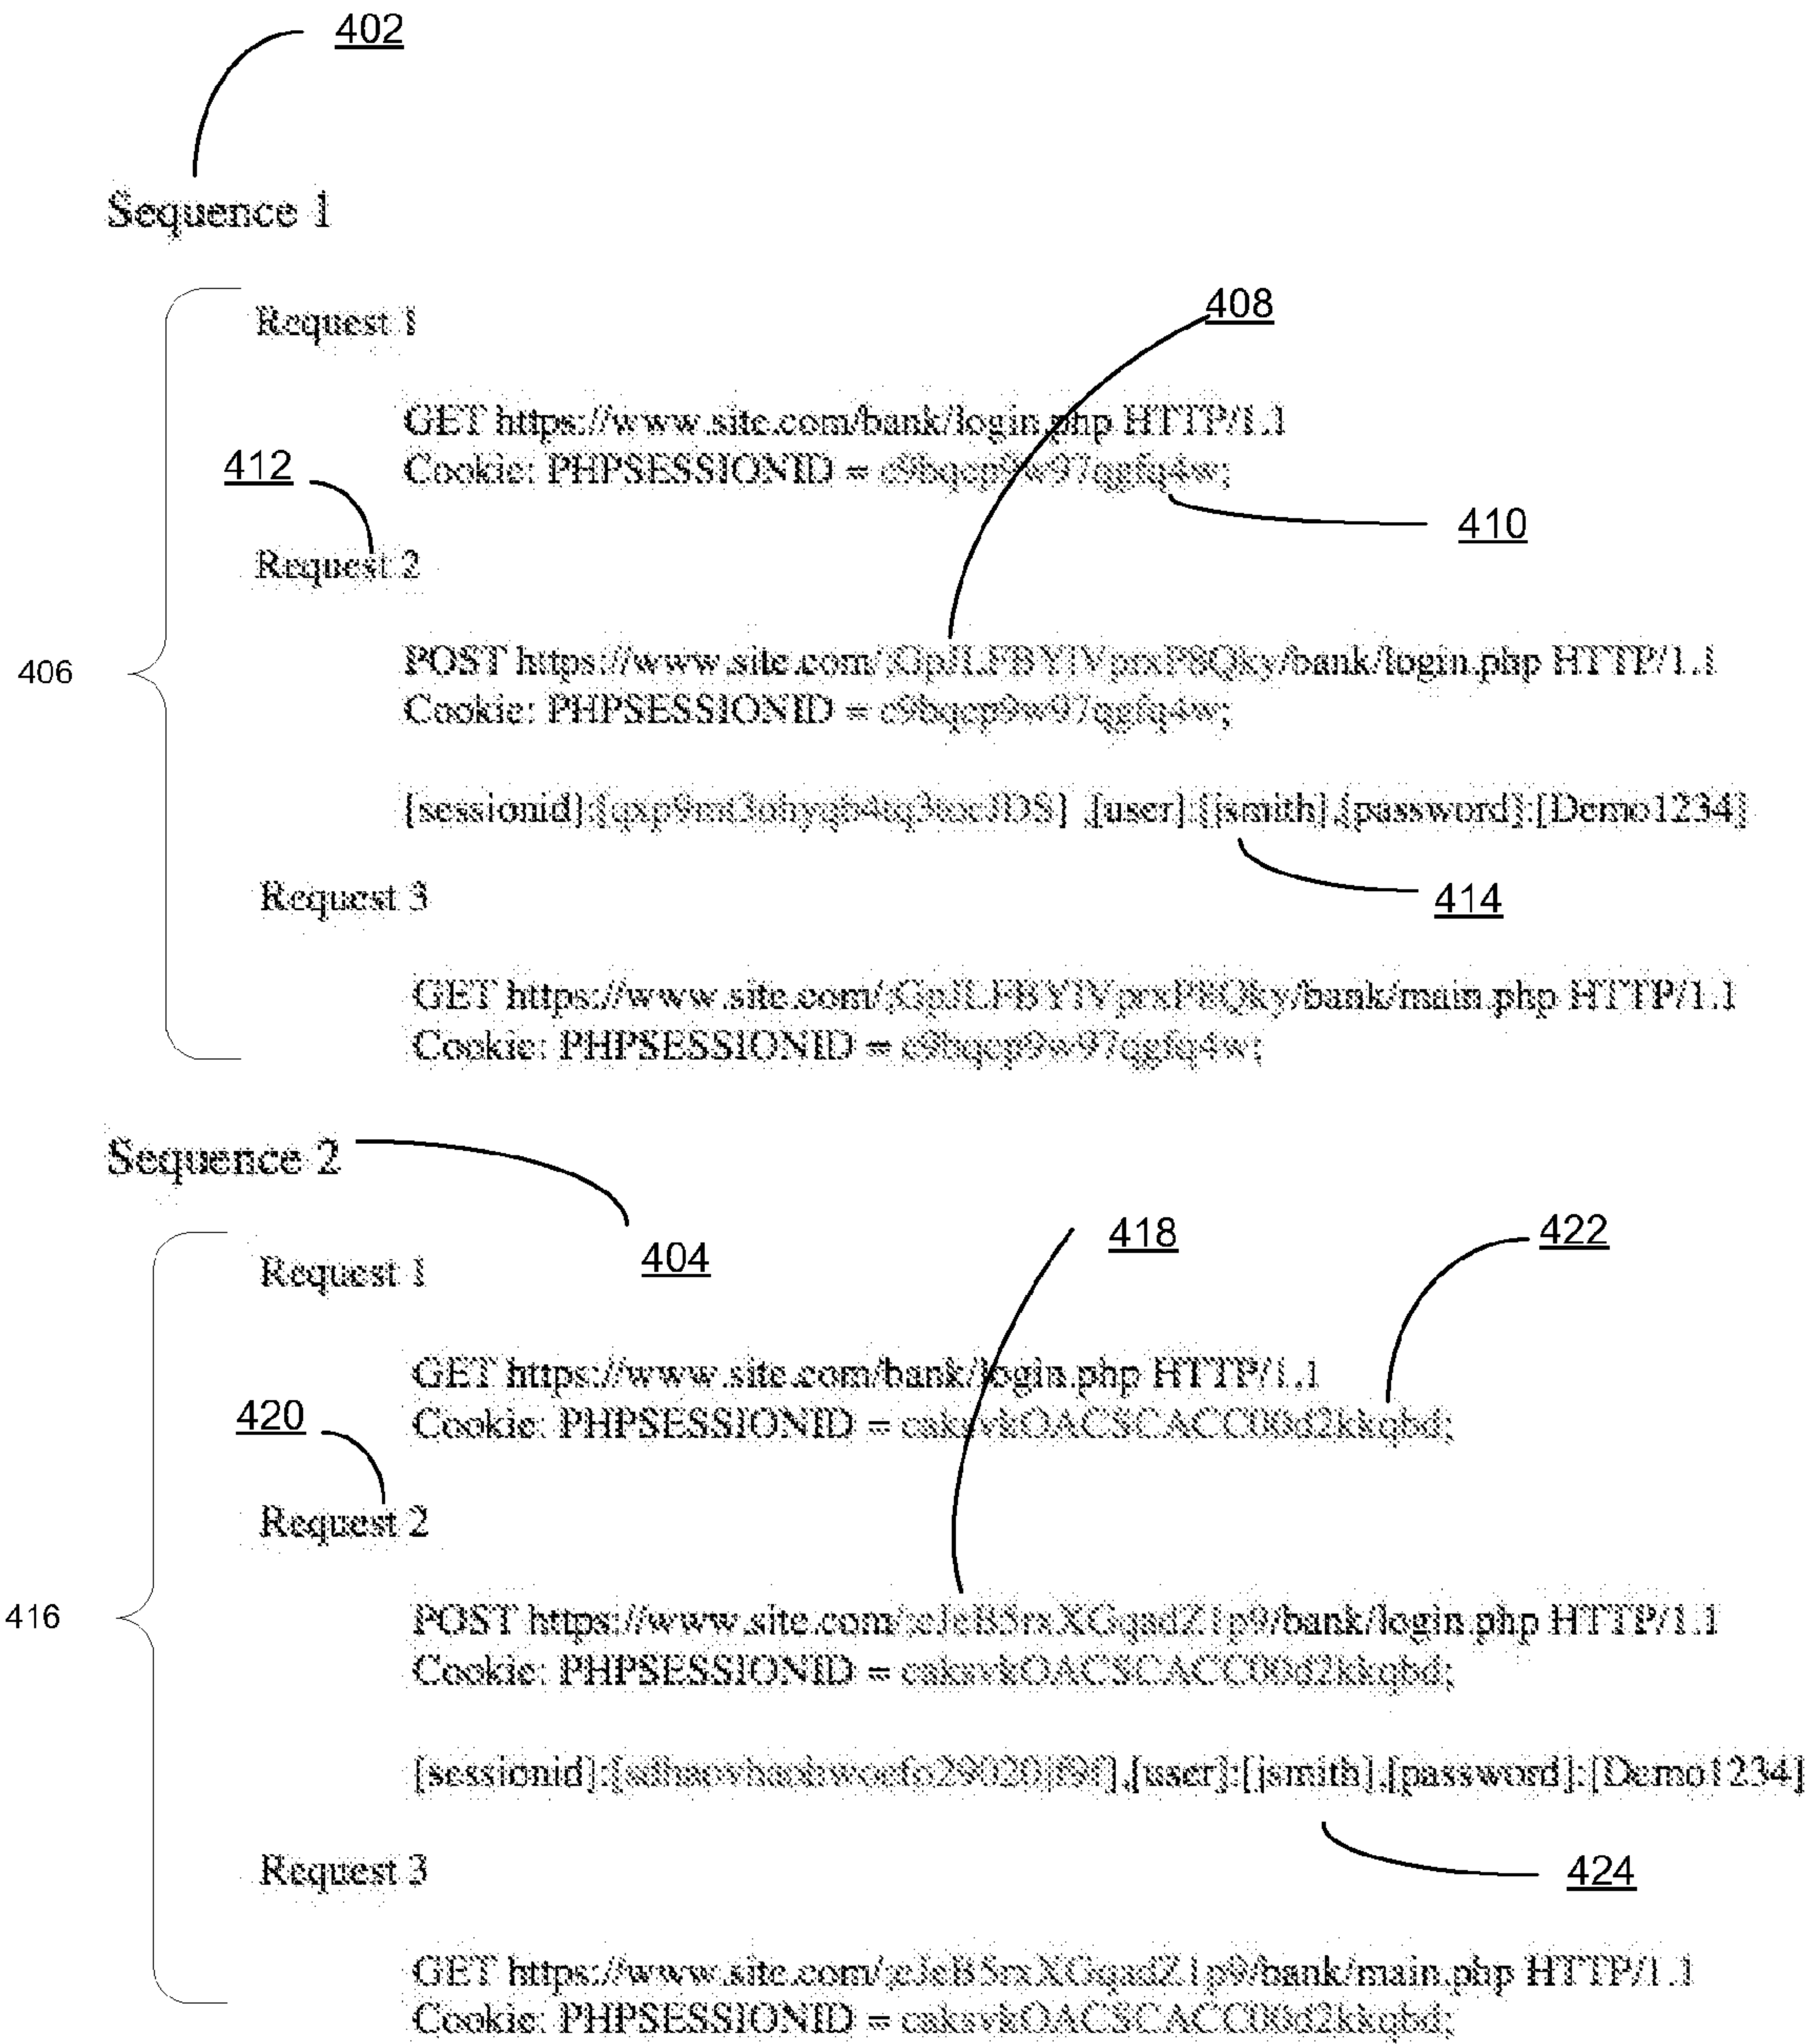 402
Sequence 1
Request 1
408
GET https://www.site.com/bank/login.php HTTP/1.1
412
Cookie: PHPSESSIONID = c9bqcp9w97qgfq4w;
410
Request 2
POST https://www.site.com/ /bank/login.php HTTP/1.1
406
Cookie: PHPSESSIONID = c9bqcp9w97qgfq4w;
[sessionid]: ,[user]:[jsmith],[password]:[Demo1234]
414
Request 3
GET https://www.site.com/ /bank/main.php HTTP/1.1
Cookie: PHPSESSIONID = c9bqcp9w97qgfq4w;
Sequence 2
404
418
422
Request 1
GET https://www.site.com/bank/login.php HTTP/1.1
420
Cookie: PHPSESSIONID =
Request 2
416
POST https://www.site.com/ /bank/login.php HTTP/1.1
Cookie: PHPSESSIONID =
[sessionid]: ,[user]:[jsmith],[password]:[Demo1234]
424
Request 3
GET https://www.site.com/ /bank/main.php HTTP/1.1
Cookie: PHPSESSIONID =